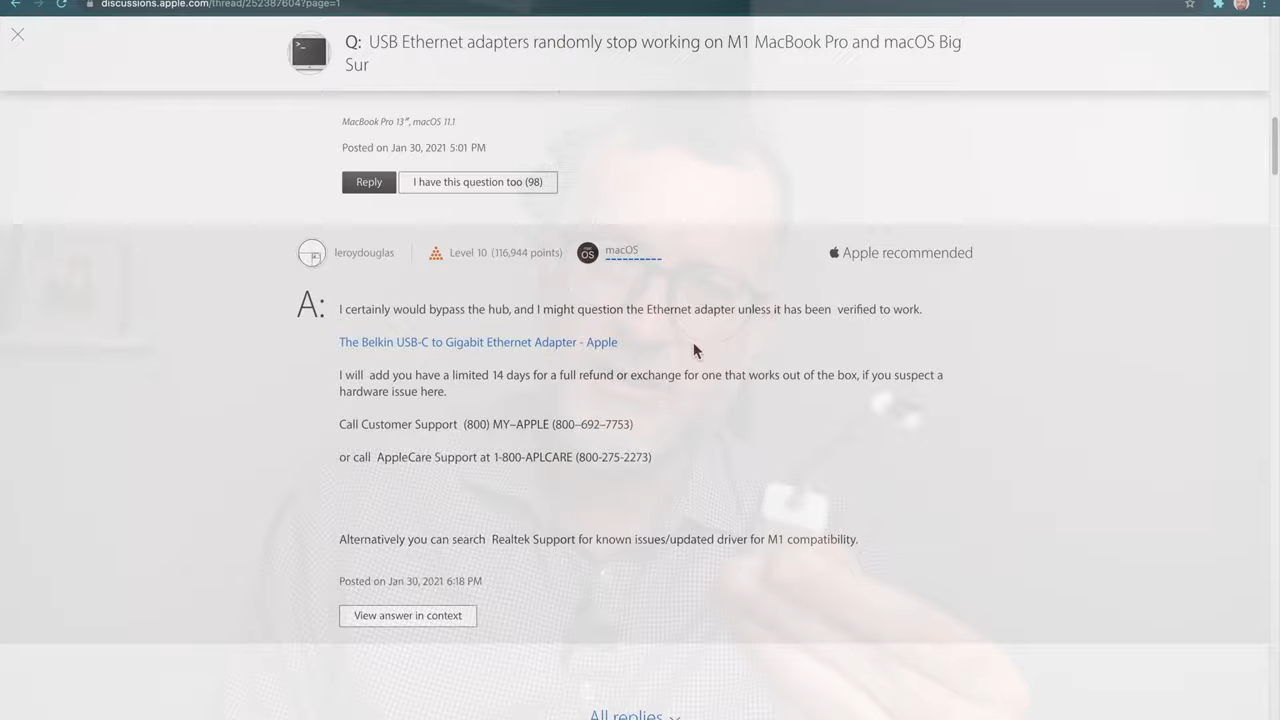 discussions.apple.com/thread/252387604?page=1
Q: USB Ethernet adapters randomly stop working on M1 MacBook Pro and macOS Big
Sur
MacBook Pro 13″, macOS 11.1
Posted on Jan 30, 2021 5:01 PM
Reply I have this question too (98)
leroydouglas Level 10 (116,944 points) macOS Apple recommended
A: I certainly would bypass the hub, and I might question the Ethernet adapter unless it has been verified to work.
The Belkin USB-C to Gigabit Ethernet Adapter - Apple
I will add you have a limited 14 days for a full refund or exchange for one that works out of the box, if you suspect a
hardware issue here.
Call Customer Support (800) MY–APPLE (800–692–7753)
or call AppleCare Support at 1-800-APLCARE (800-275-2273)
Alternatively you can search Realtek Support for known issues/updated driver for M1 compatibility.
Posted on Jan 30, 2021 6:18 PM
View answer in context
All replies